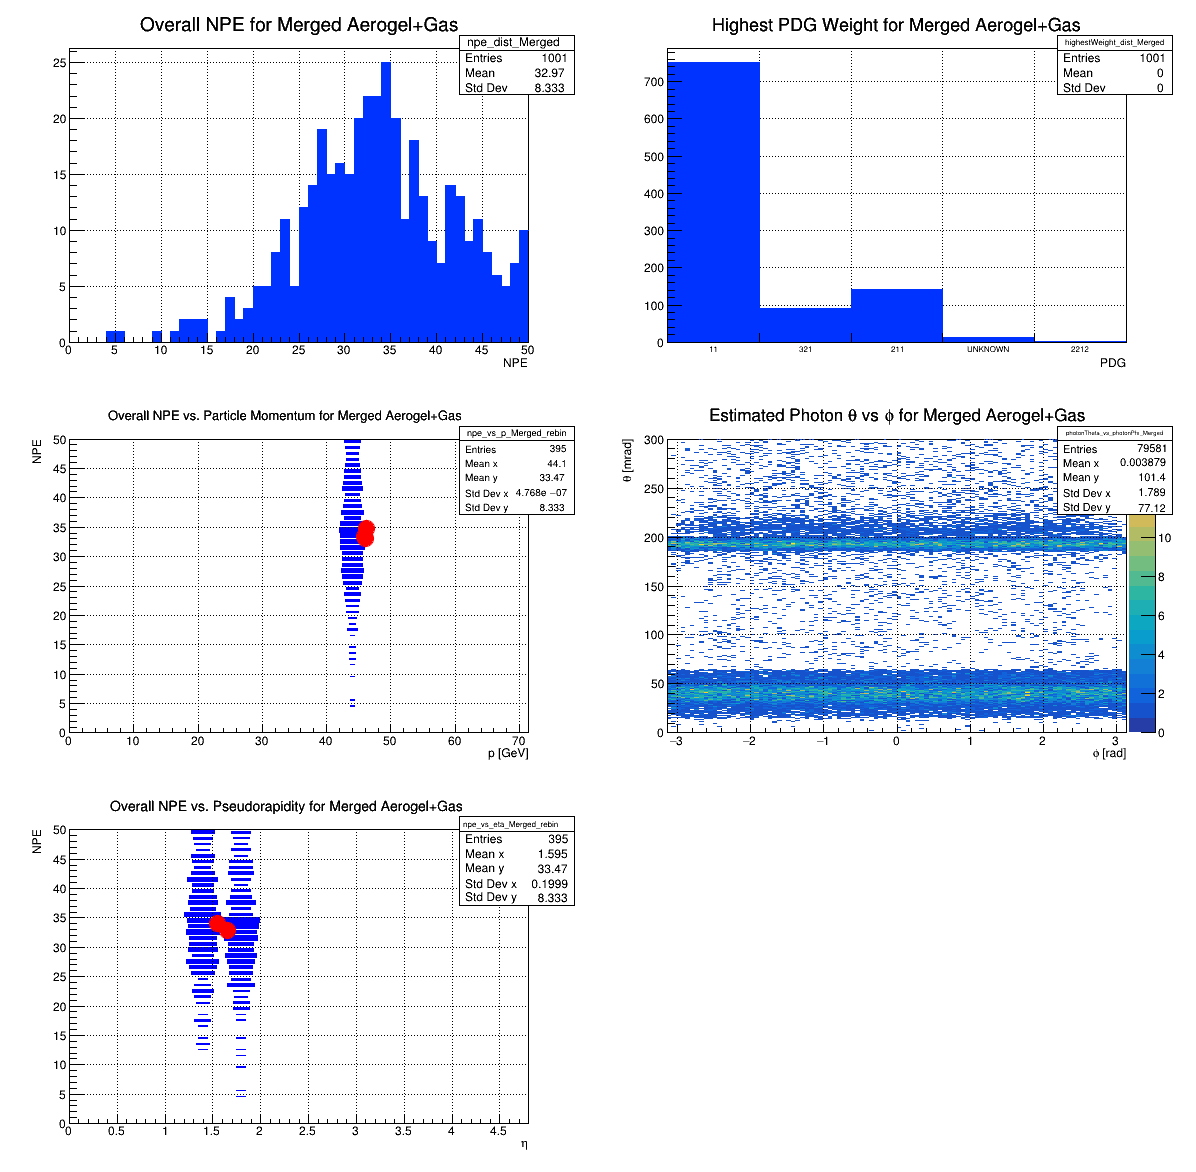 Overall NPE for Merged Aerogel+Gas
npe_dist_Merged
Entries 1001
Mean 32.97
Std Dev 8.333
25
20
15
10
5
0
0 5 10 15 20 25 30 35 40 45 50
NPE
Highest PDG Weight for Merged Aerogel+Gas
highestWeight_dist_Merged
Entries 1001
Mean 0
Std Dev 0
700
600
500
400
300
200
100
0
11 321 211 UNKNOWN 2212
PDG
Overall NPE vs. Particle Momentum for Merged Aerogel+Gas
npe_vs_p_Merged_rebin
Entries 395
Mean x 44.1
Mean y 33.47
Std Dev x 4.768e −07
Std Dev y 8.333
NPE
50
45
40
35
30
25
20
15
10
5
0
0 10 20 30 40 50 60 70
p [GeV]
Estimated Photon θ vs ϕ for Merged Aerogel+Gas
photonTheta_vs_photonPhi_Merged
Entries 79581
Mean x 0.003879
Mean y 101.4
Std Dev x 1.789
Std Dev y 77.12
θ [mrad]
300
250
200
150
100
50
0
−3 −2 −1 0 1 2 3
ϕ [rad]
10
8
6
4
2
0
Overall NPE vs. Pseudorapidity for Merged Aerogel+Gas
npe_vs_eta_Merged_rebin
Entries 395
Mean x 1.595
Mean y 33.47
Std Dev x 0.1999
Std Dev y 8.333
NPE
50
45
40
35
30
25
20
15
10
5
0
0 0.5 1 1.5 2 2.5 3 3.5 4 4.5
η